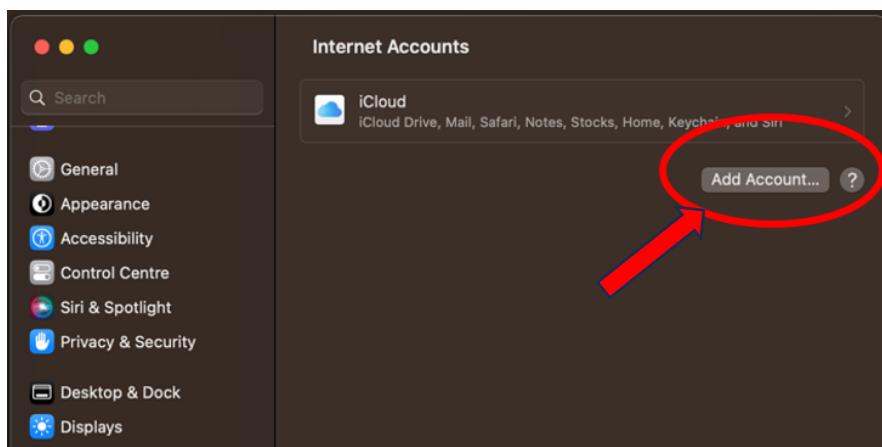 Internet Accounts
Search
iCloud
iCloud Drive, Mail, Safari, Notes, Stocks, Home, Keychain, and Siri
Add Account... ?
General
Appearance
Accessibility
Control Centre
Siri & Spotlight
Privacy & Security
Desktop & Dock
Displays